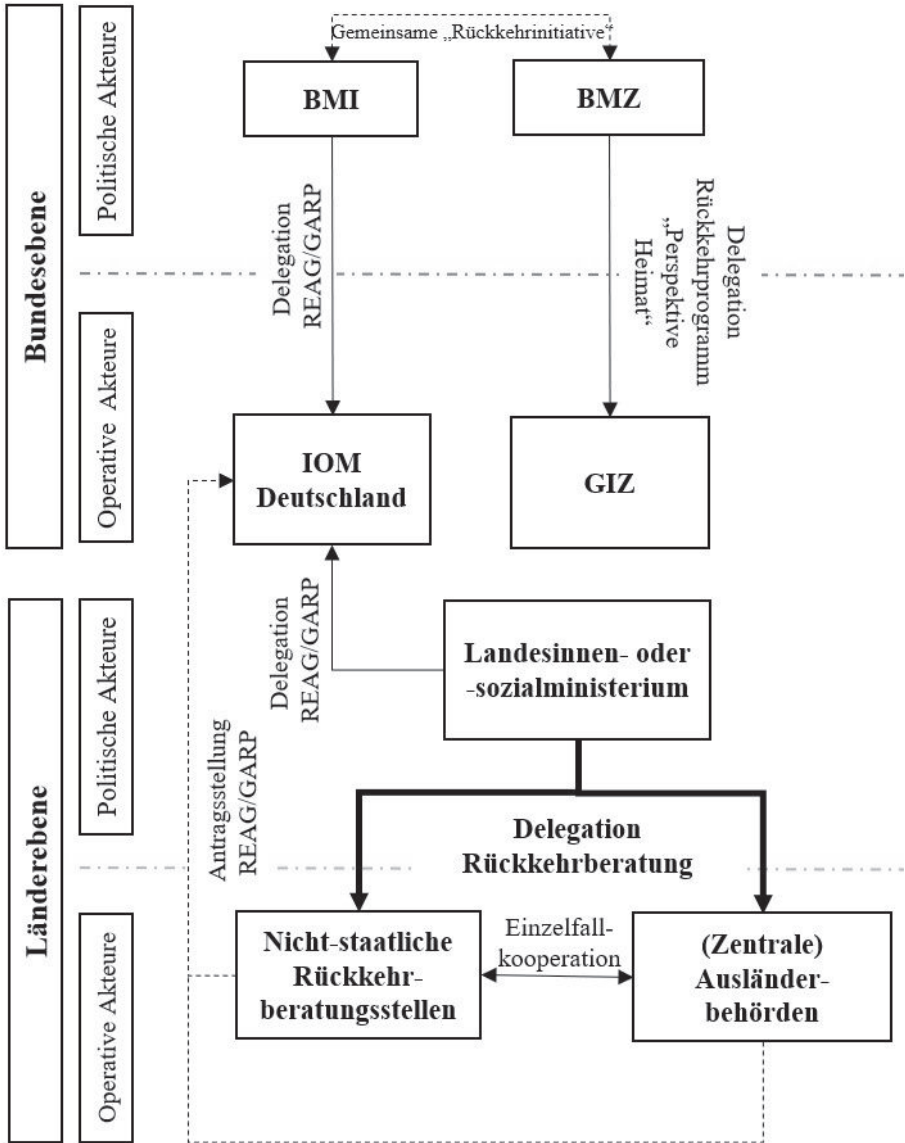 Gemeinsame „Rückkehrinitiative“
BMI
BMZ
Bundesebene
Politische Akteure
Delegation
REAG/GARP
Delegation
Rückkehrprogramm
„Perspektive
Heimat“
Operative Akteure
IOM
Deutschland
GIZ
Länderebene
Politische Akteure
Delegation
REAG/GARP
Landesinnen- oder
-sozialministerium
Antragsstellung
REAG/GARP
Delegation
Rückkehrberatung
Operative Akteure
Nicht-staatliche
Rückkehr-
beratungsstellen
Einzelfall-
kooperation
(Zentrale)
Ausländer-
behörden